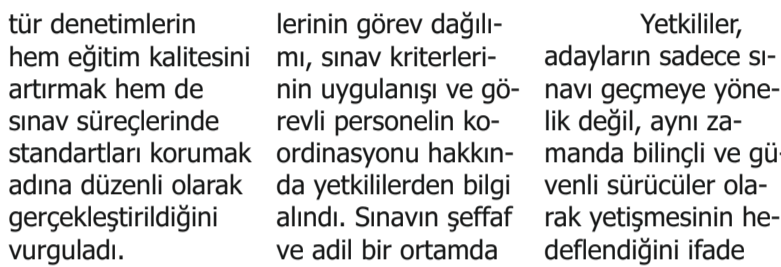 tür denetimlerin
hem eğitim kalitesini
artırmak hem de
sınav süreçlerinde
standartları korumak
adına düzenli olarak
gerçekleştirildiğini
vurguladı.
lerinin görev dağılı-
mı, sınav kriterleri-
nin uygulanışı ve gö-
revli personelin ko-
ordinasyonu hakkın-
da yetkililerden bilgi
alındı. Sınavın şeffaf
ve adil bir ortamda
Yetkililer,
adayların sadece sı-
navı geçmeye yöne-
lik değil, aynı za-
manda bilinçli ve gü-
venli sürücüler ola-
rak yetişmesinin he-
deflendiğini ifade